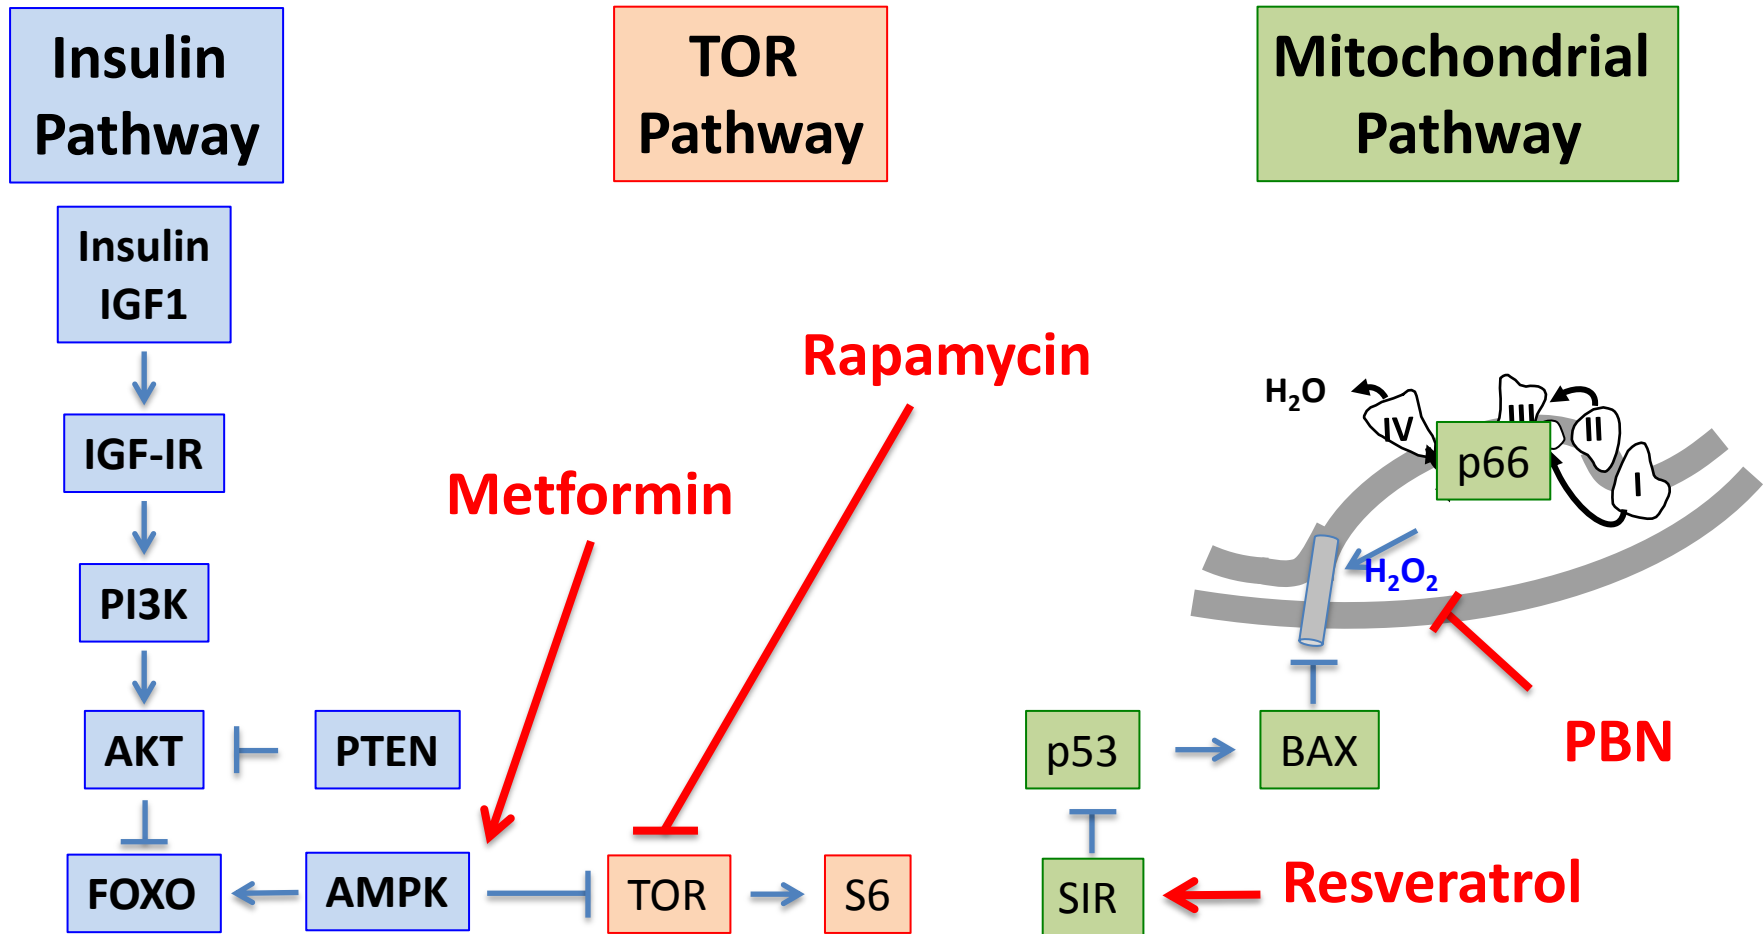 Insulin
Pathway
TOR
Pathway
Mitochondrial
Pathway
Insulin
IGF1
IGF-IR
PI3K
AKT
PTEN
FOXO
AMPK
Metformin
Rapamycin
TOR
S6
H₂O
IV
III
II
I
p66
H₂O₂
PBN
p53
BAX
SIR
Resveratrol